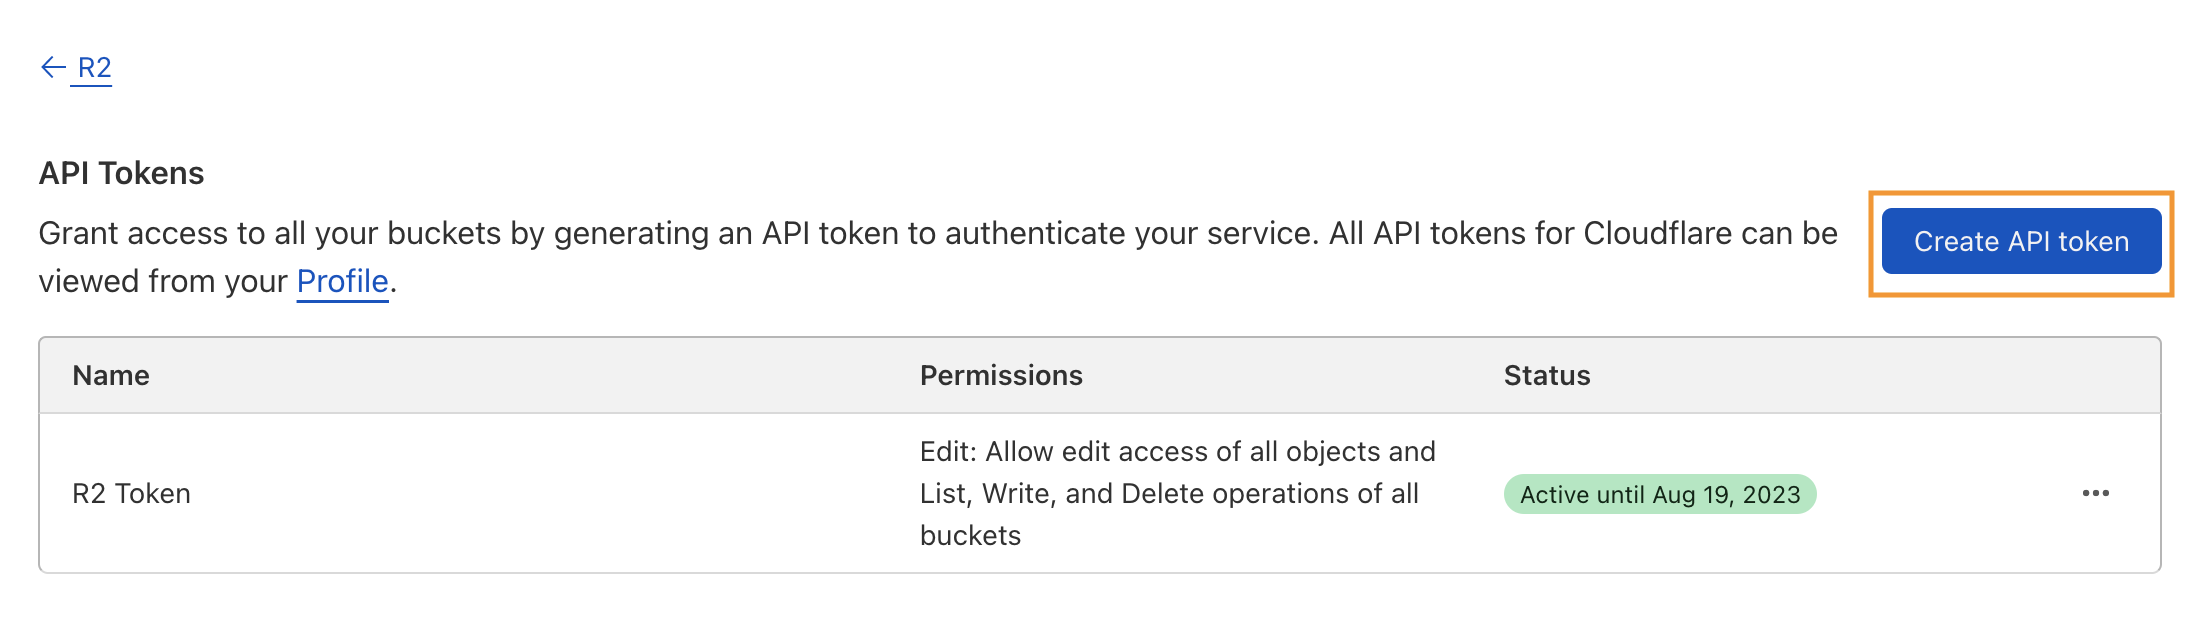 ← R2
API Tokens
Grant access to all your buckets by generating an API token to authenticate your service. All API tokens for Cloudflare can be
viewed from your Profile.
Create API token
Name Permissions Status
R2 Token
Edit: Allow edit access of all objects and
List, Write, and Delete operations of all
buckets
Active until Aug 19, 2023